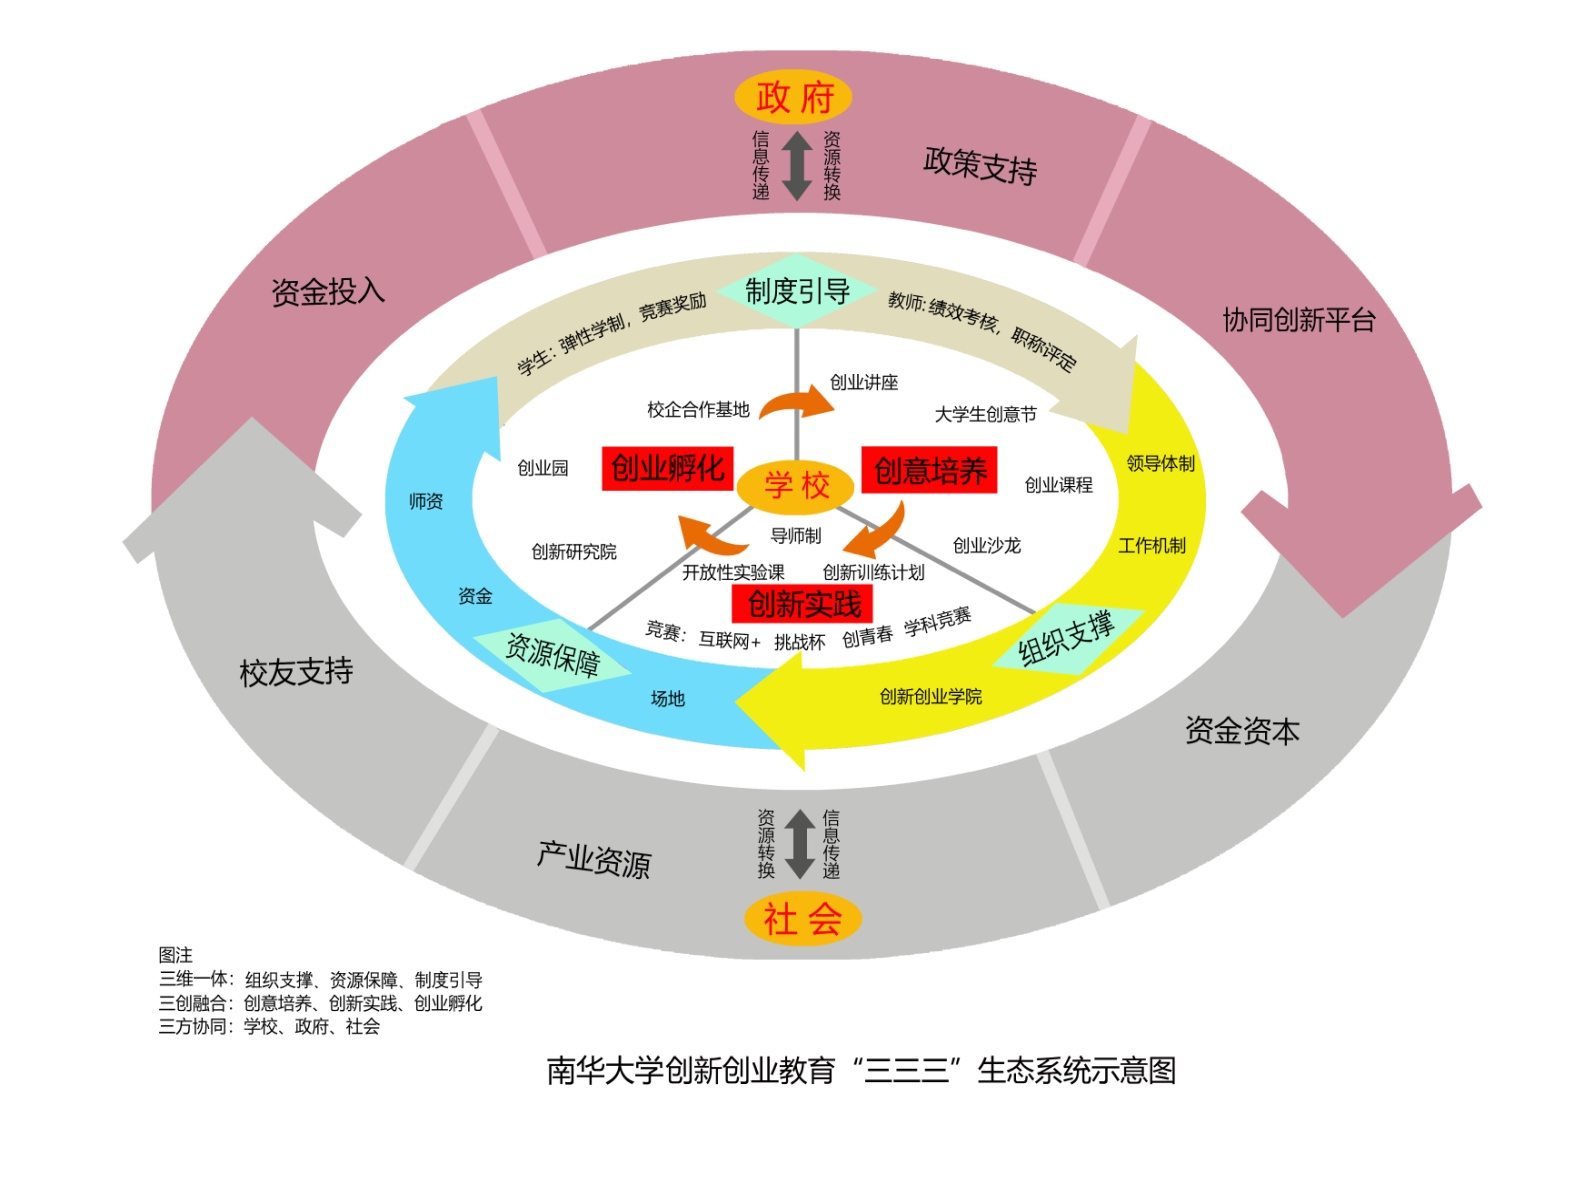 政府
信息传递
资源转换
政策支持
资金投入
协同创新平台
制度引导
学生：弹性学制，竞赛奖励
教师：绩效考核，职称评定
创业讲座
校企合作基地
大学生创意节
创业园
创业孵化
创意培养
学校
创业课程
领导体制
师资
导师制
创新研究院
创业沙龙
工作机制
开放性实验课
创新训练计划
资金
创新实践
竞赛： 互联网+ 挑战杯 创青春 学科竞赛
组织支撑
资源保障
场地
创新创业学院
校友支持
资金资本
资源转换
信息传递
产业资源
社会
图注
三维一体：组织支撑、资源保障、制度引导
三创融合：创意培养、创新实践、创业孵化
三方协同：学校、政府、社会
南华大学创新创业教育“三三三”生态系统示意图